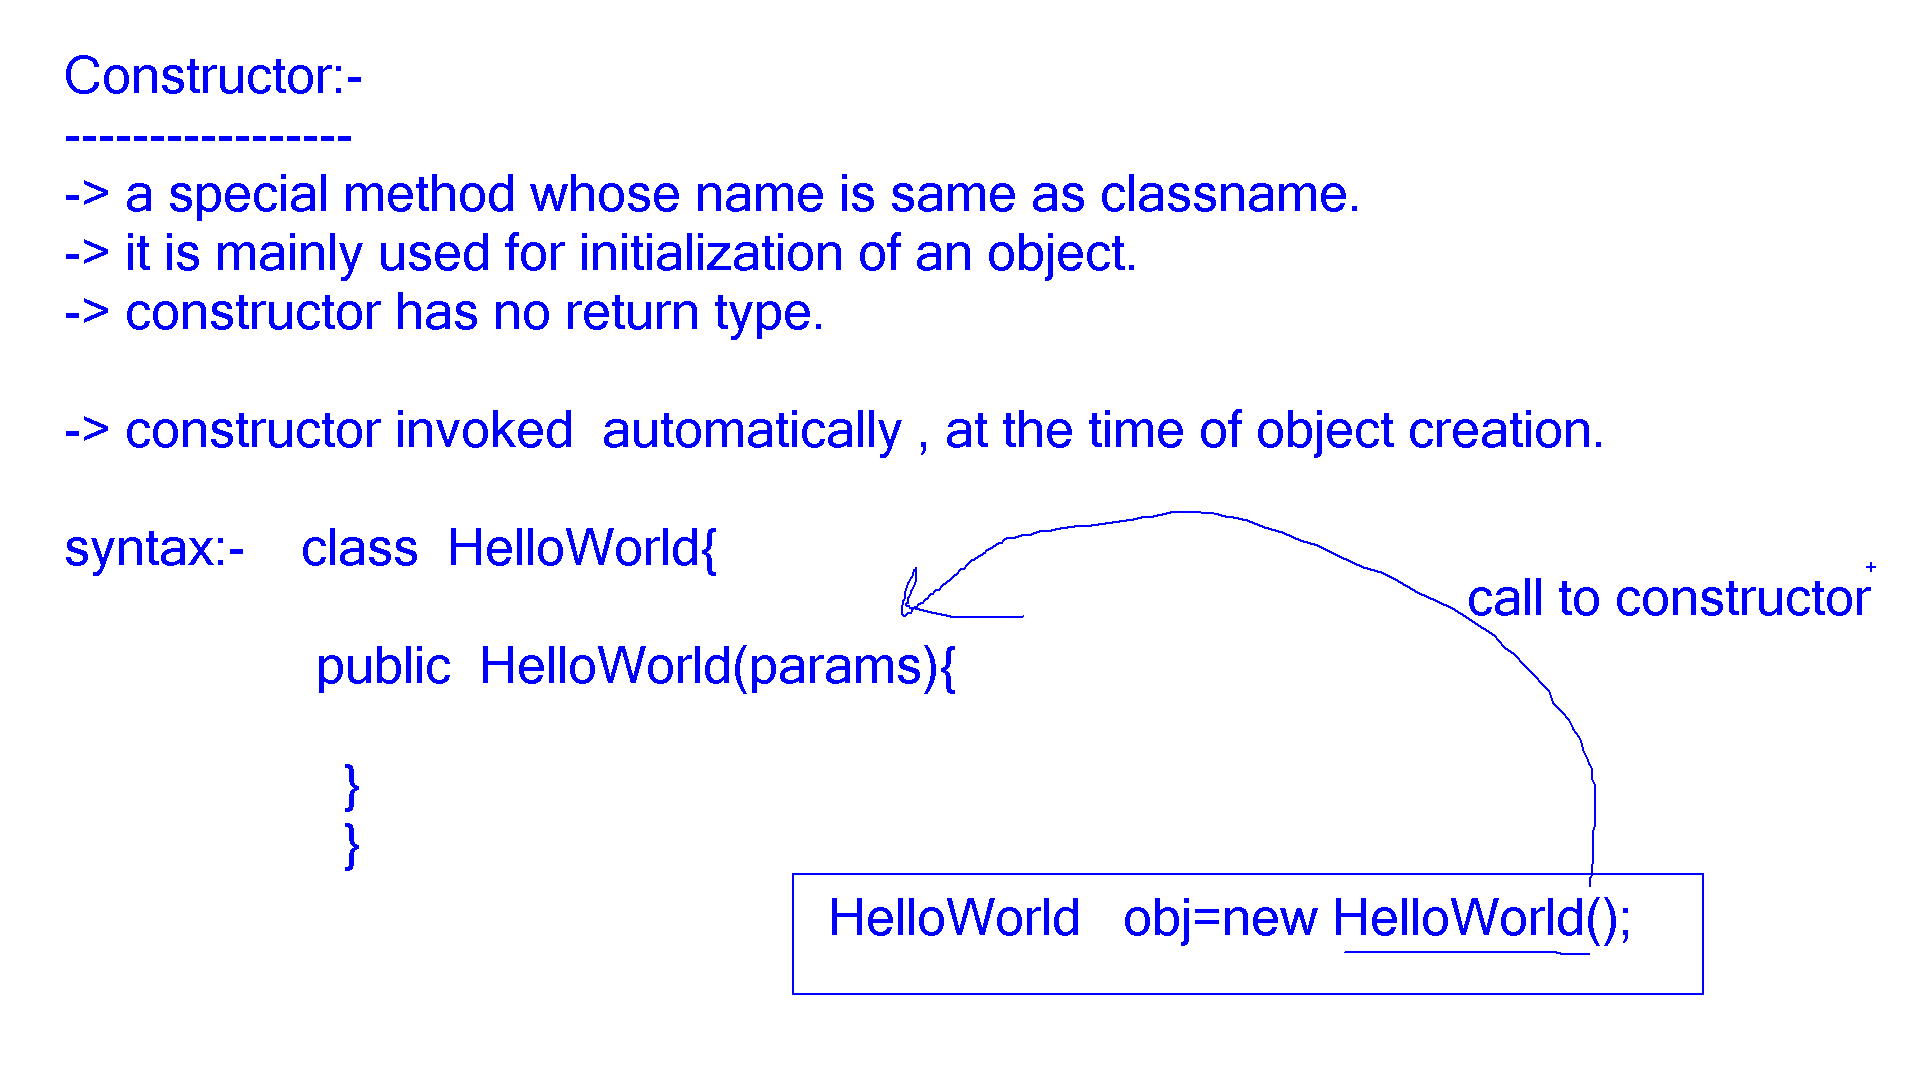 Constructor:-
-----------------
-> a special method whose name is same as classname.
-> it is mainly used for initialization of an object.
-> constructor has no return type.
-> constructor invoked  automatically , at the time of object creation.
syntax:-    class  HelloWorld{
call to constructor
public  HelloWorld(params){
}
}
HelloWorld   obj=new HelloWorld();